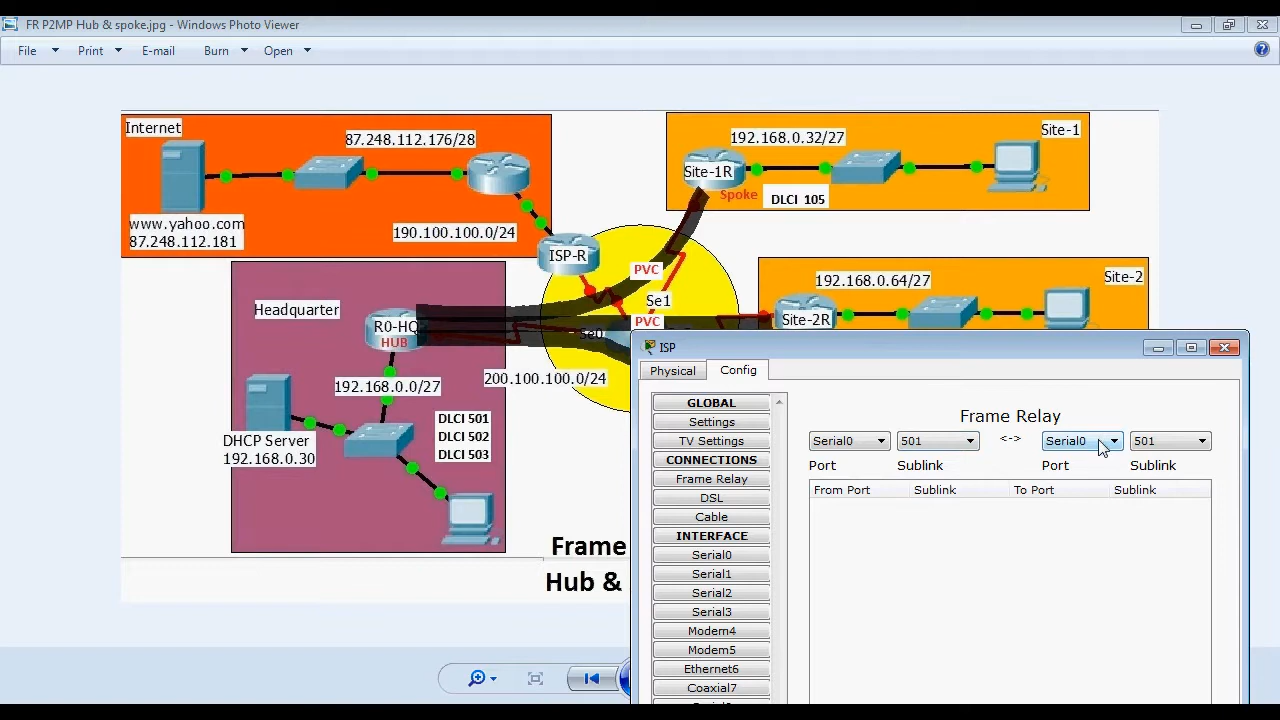 FR P2MP Hub & spoke.jpg - Windows Photo Viewer
File Print E-mail Burn Open
Internet
87.248.112.176/28
www.yahoo.com
87.248.112.181
190.100.100.0/24
ISP-R
192.168.0.32/27
Site-1
Site-1R
Spoke
DLCI 105
192.168.0.64/27
Site-2
Site-2R
PVC
Se1
PVC
Se0
Headquarter
R0-HQ
HUB
192.168.0.0/27
200.100.100.0/24
DHCP Server
192.168.0.30
DLCI 501
DLCI 502
DLCI 503
Frame
Hub &
ISP
Physical Config
GLOBAL
Settings
TV Settings
CONNECTIONS
Frame Relay
DSL
Cable
INTERFACE
Serial0
Serial1
Serial2
Serial3
Modem4
Modem5
Ethernet6
Coaxial7
Frame Relay
Serial0 501 <-> Serial0 501
Port Sublink Port Sublink
From Port Sublink To Port Sublink